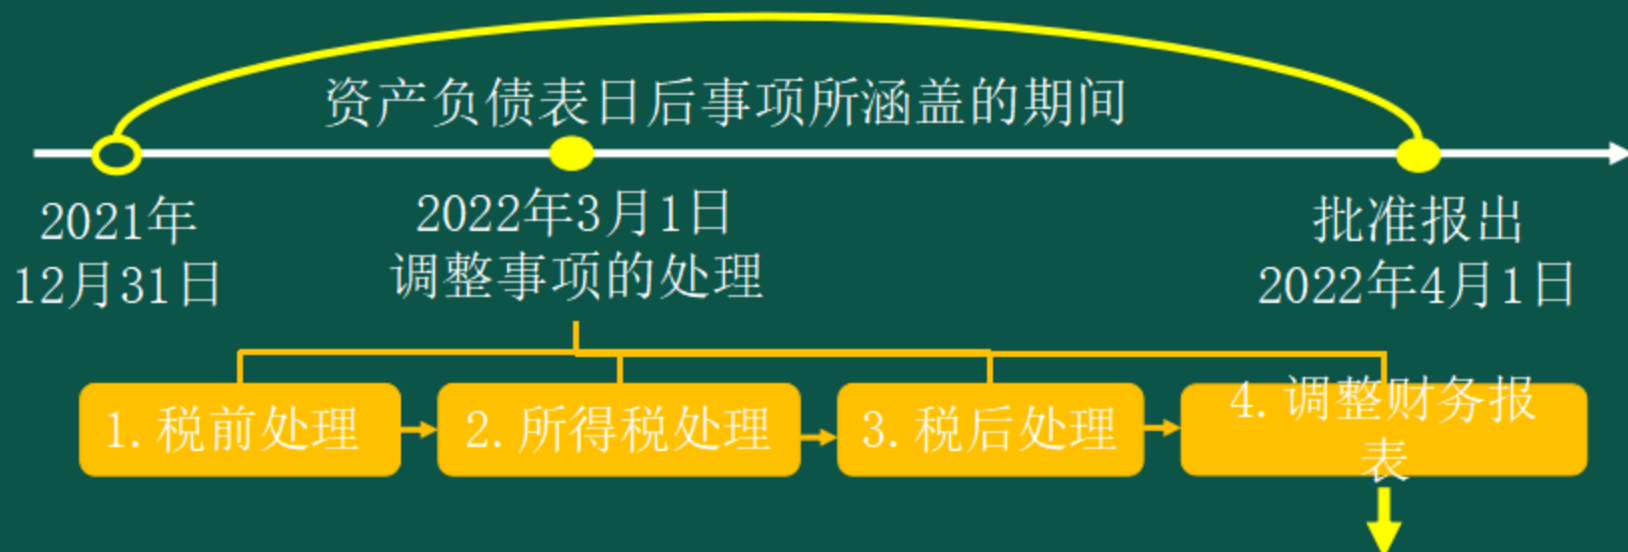 资产负债表日后事项所涵盖的期间
2021年
12月31日
2022年3月1日
调整事项的处理
批准报出
2022年4月1日
1.税前处理
2.所得税处理
3.税后处理
4.调整财务报
表